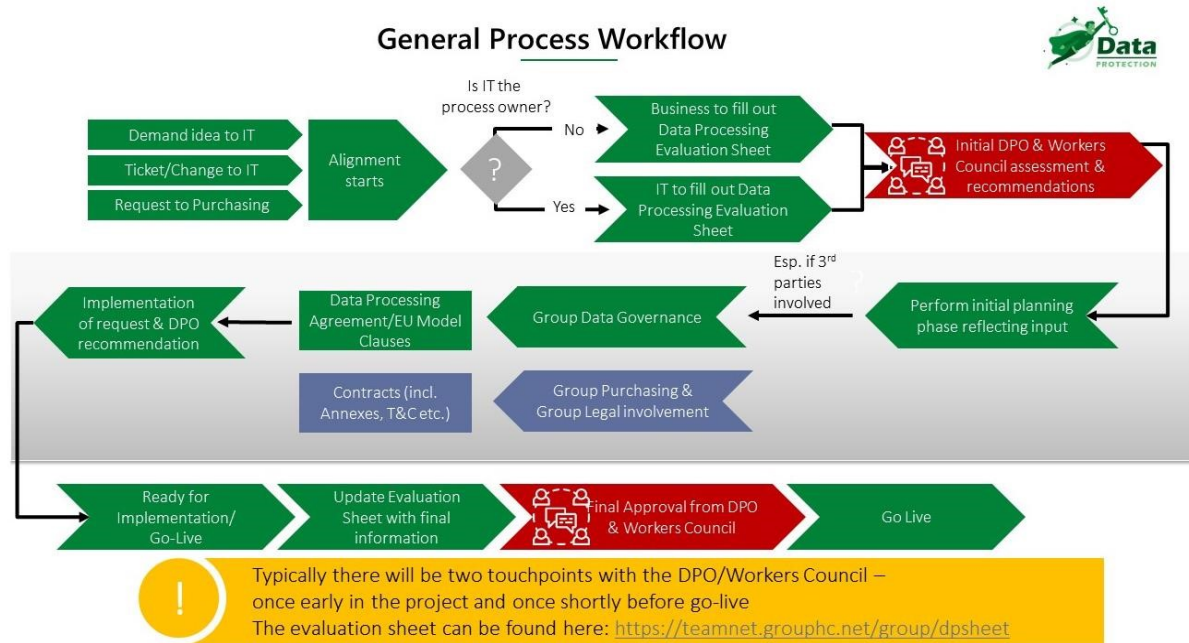 General Process Workflow
Data
PROTECTION
Is IT the
process owner?
Demand idea to IT
Ticket/Change to IT
Request to Purchasing
Alignment
starts
?
No
Yes
Business to fill out
Data Processing
Evaluation Sheet
IT to fill out Data
Processing Evaluation
Sheet
Initial DPO & Workers
Council assessment &
recommendations
Esp. if 3rd
parties
involved
Implementation
of request & DPO
recommendation
Data Processing
Agreement/EU Model
Clauses
Group Data Governance
Perform initial planning
phase reflecting input
Contracts (incl.
Annexes, T&C etc.)
Group Purchasing &
Group Legal involvement
Ready for
Implementation/
Go-Live
Update Evaluation
Sheet with final
information
Final Approval from DPO
& Workers Council
Go Live
!
Typically there will be two touchpoints with the DPO/Workers Council –
once early in the project and once shortly before go-live
The evaluation sheet can be found here: https://teamnet.grouphc.net/group/dpsheet